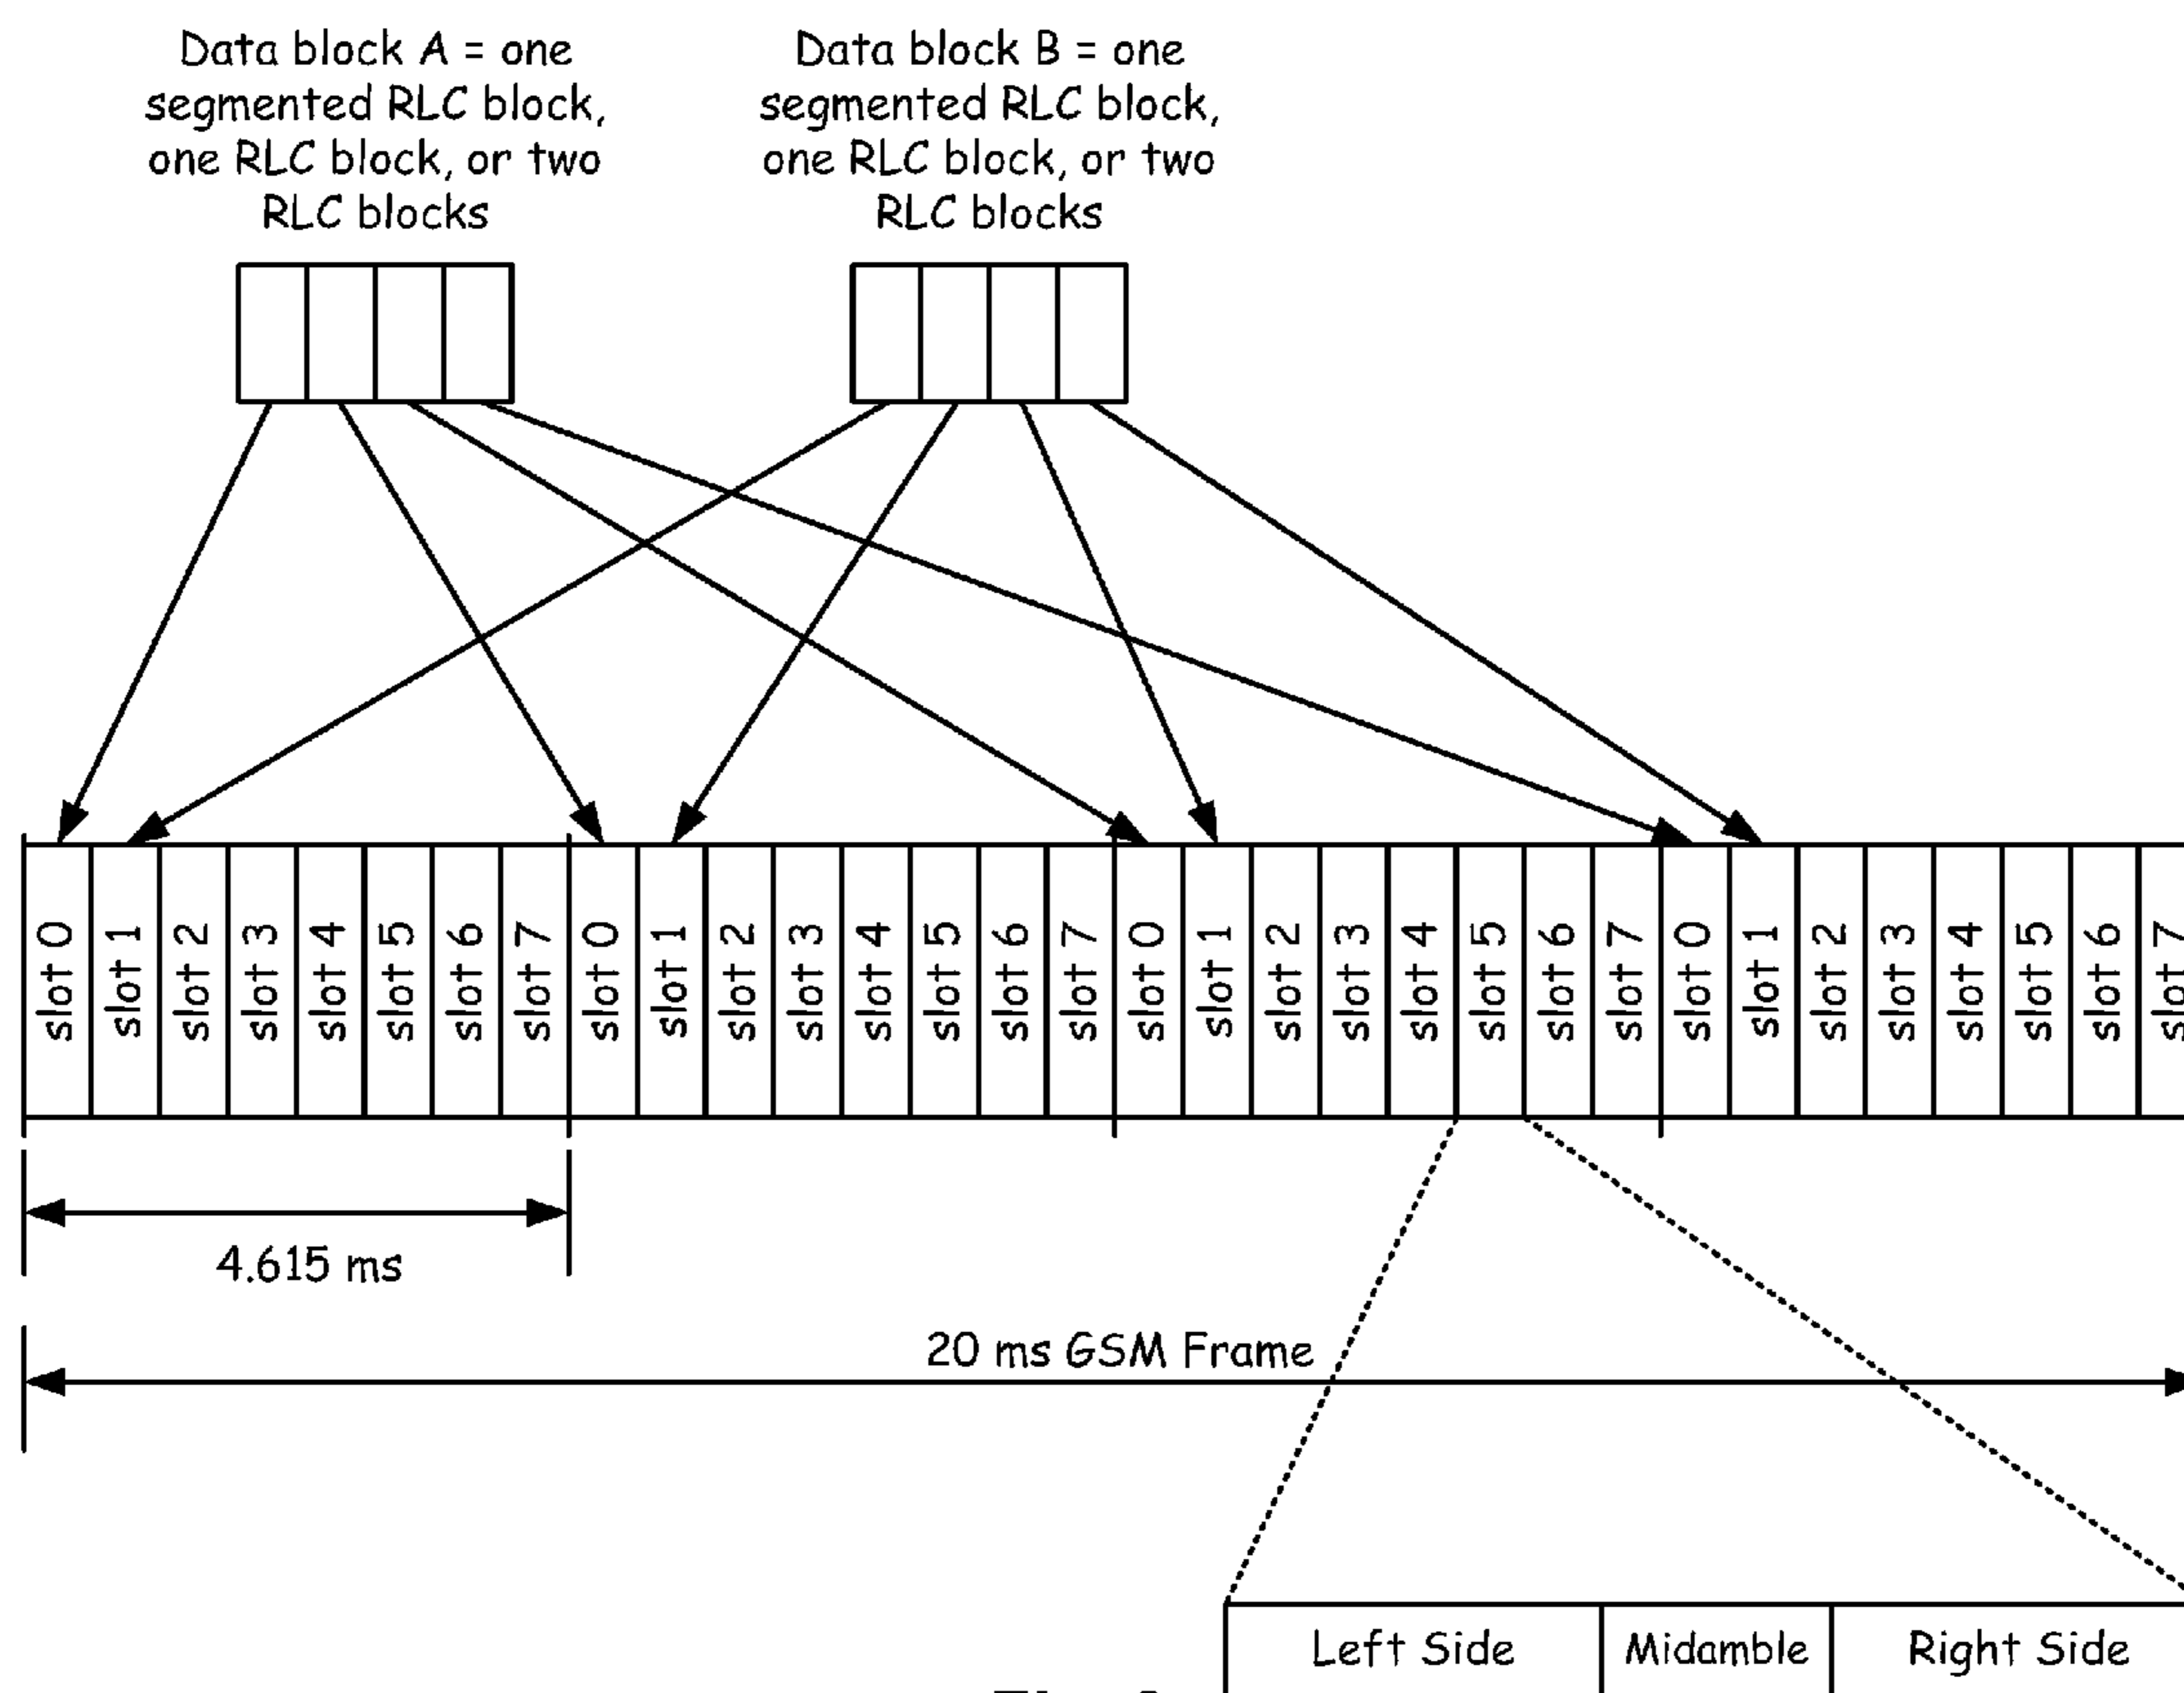 Data block A = one
segmented RLC block,
one RLC block, or two
RLC blocks
Data block B = one
segmented RLC block,
one RLC block, or two
RLC blocks
slot 0
slot 1
slot 2
slot 3
slot 4
slot 5
slot 6
slot 7
slot 0
slot 1
slot 2
slot 3
slot 4
slot 5
slot 6
slot 7
slot 0
slot 1
slot 2
slot 3
slot 4
slot 5
slot 6
slot 7
slot 0
slot 1
slot 2
slot 3
slot 4
slot 5
slot 6
slot 7
4.615 ms
20 ms GSM Frame
Left Side
Midamble
Right Side